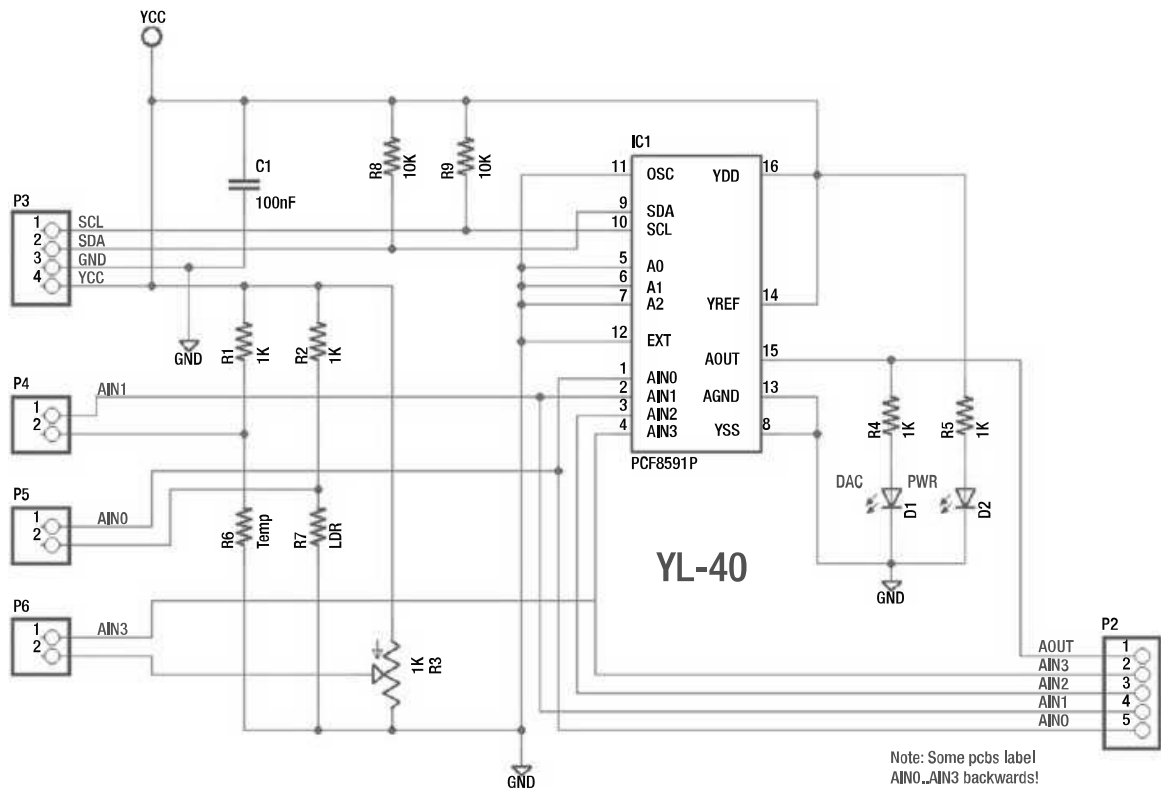 YCC
C1
100nF
R8
10K
R9
10K
IC1
11 OSC
9 SDA
10 SCL
5 A0
6 A1
7 A2
12 EXT
1 AIN0
2 AIN1
3 AIN2
4 AIN3
YDD 16
YREF 14
AOUT 15
AGND 13
YSS 8
PCF8591P
P3
1 SCL
2 SDA
3 GND
4 YCC
GND
R1
1K
R2
1K
P4
1 AIN1
2
P5
1 AIN0
2
R6
Temp
R7
LDR
P6
1 AIN3
2
1K
R3
GND
R4
1K
R5
1K
DAC
PWR
D1
D2
GND
YL-40
P2
AOUT 1
AIN3 2
AIN2 3
AIN1 4
AIN0 5
Note: Some pcbs label
AIN0..AIN3 backwards!